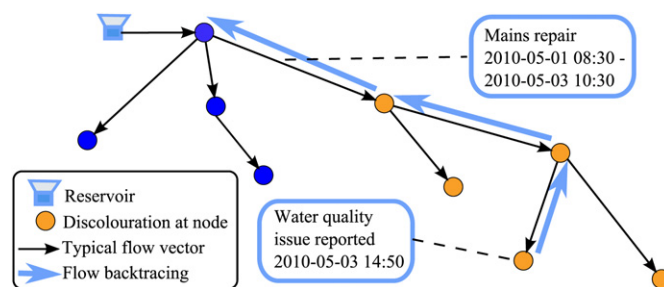 Mains repair
2010-05-01 08:30 -
2010-05-03 10:30
Reservoir
Discolouration at node
Typical flow vector
Flow backtracing
Water quality
issue reported
2010-05-03 14:50